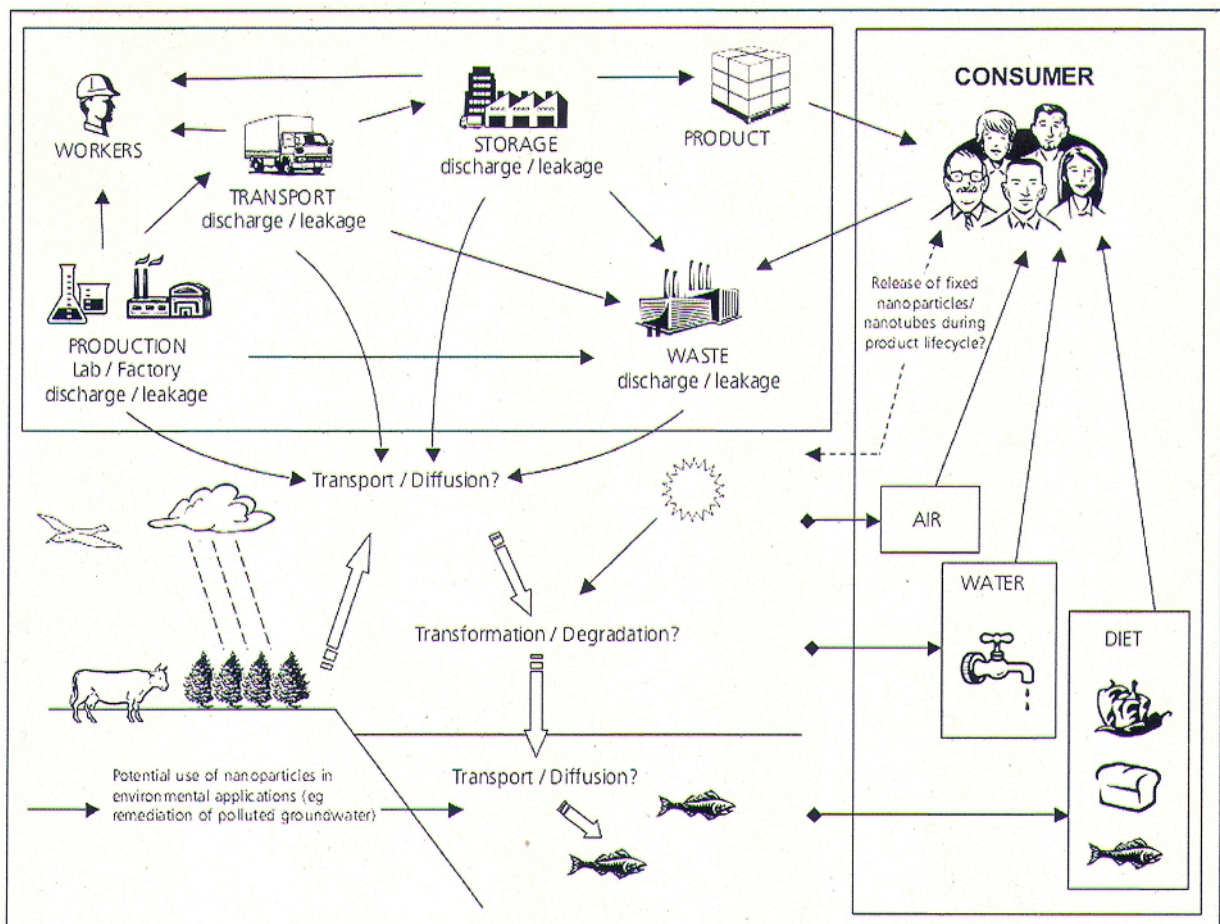 WORKERS
TRANSPORT
discharge / leakage
STORAGE
discharge / leakage
PRODUCT
CONSUMER
PRODUCTION
Lab / Factory
discharge / leakage
WASTE
discharge / leakage
Release of fixed
nanoparticles/
nanotubes during
product lifecycle?
Transport / Diffusion?
AIR
WATER
Transformation / Degradation?
DIET
Transport / Diffusion?
Potential use of nanoparticles in
environmental applications (eg
remediation of polluted groundwater)